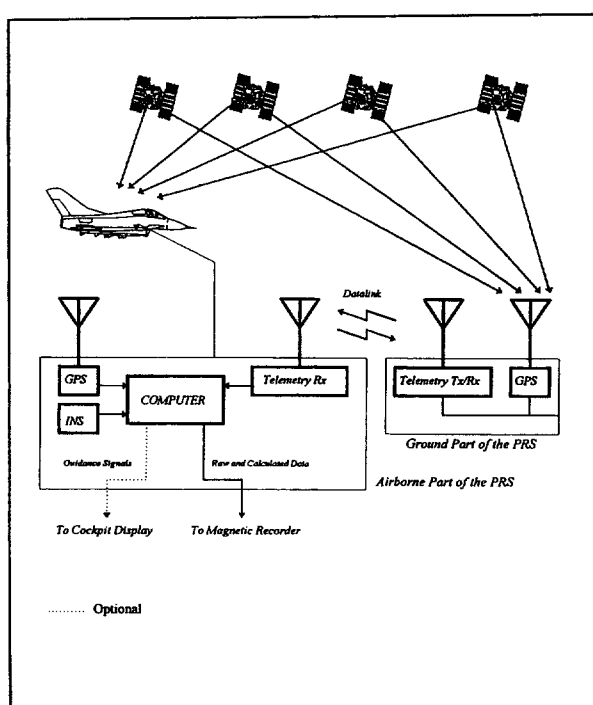 Datalink
GPS
Telemetry Rx
Telemetry Tx/Rx
GPS
COMPUTER
INS
Ground Part of the PRS
Guidance Signals
Raw and Calculated Data
Airborne Part of the PRS
To Cockpit Display
To Magnetic Recorder
Optional